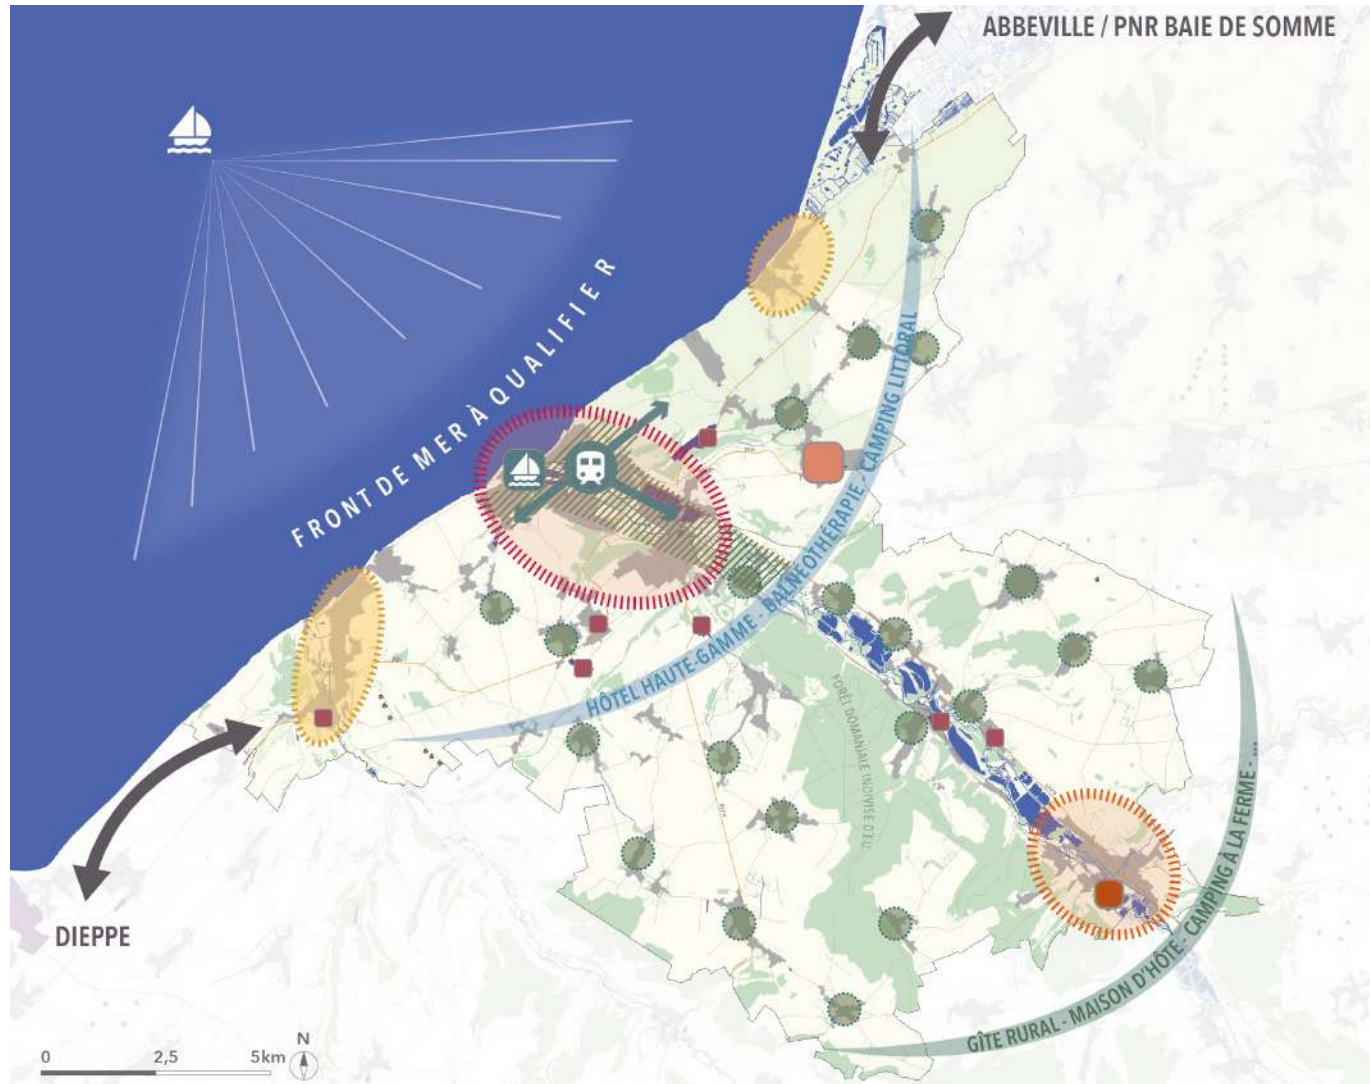 ABBEVILLE / PNR BAIE DE SOMME
FRONT DE MER À QUALIFIER
HÔTEL HAUTE-GAMME - BALNÉOTHÉRAPIE - CAMPING LITTORAL
FORÊT DOMANIALE INDIVISE D'EU
GÎTE RURAL - MAISON D'HÔTE - CAMPING À LA FERME - ...
DIEPPE
N
0 2,5 5km